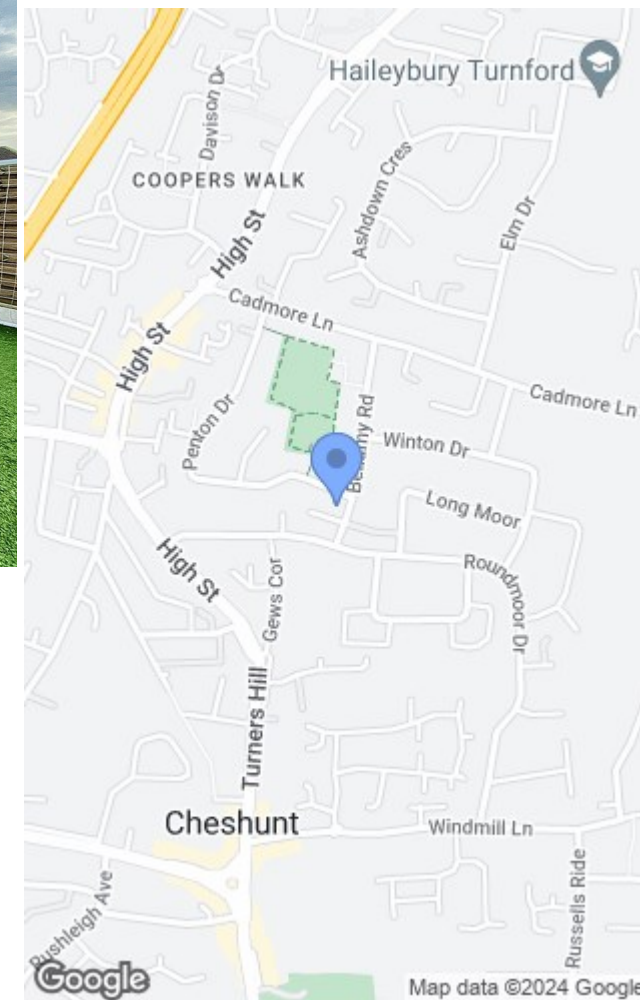 Haileybury Turnford
Davison Dr
COOPERS WALK
Ashdown Cres
High St
Elm Dr
Cadmore Ln
High St
Cadmore Ln
Penton Dr
Winton Dr
Long Moor
High St
Roundmoor Dr
Gews Cor
Turners Hill
Cheshunt
Windmill Ln
Russells Ride
Rushleigh Ave
Google
Map data ©2024 Google